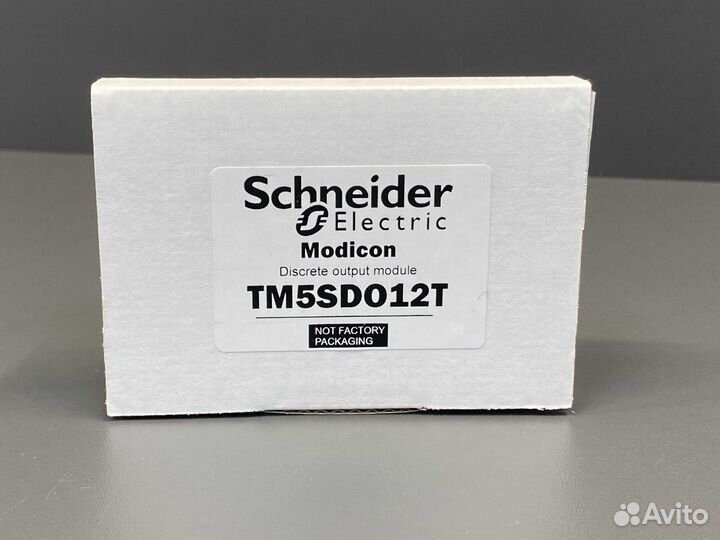 Schneider
Electric
Modicon
Discrete output module
TM5SDO12T
NOT FACTORY
PACKAGING
Avito